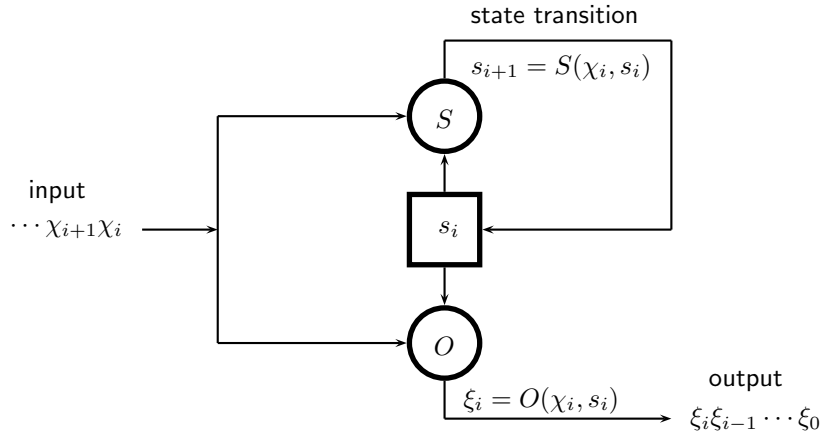 state transition
s_{i+1} = S(χ_i, s_i)
S
input
⋯ χ_{i+1}χ_i
s_i
O
ξ_i = O(χ_i, s_i)
output
ξ_iξ_{i−1} ⋯ ξ_0